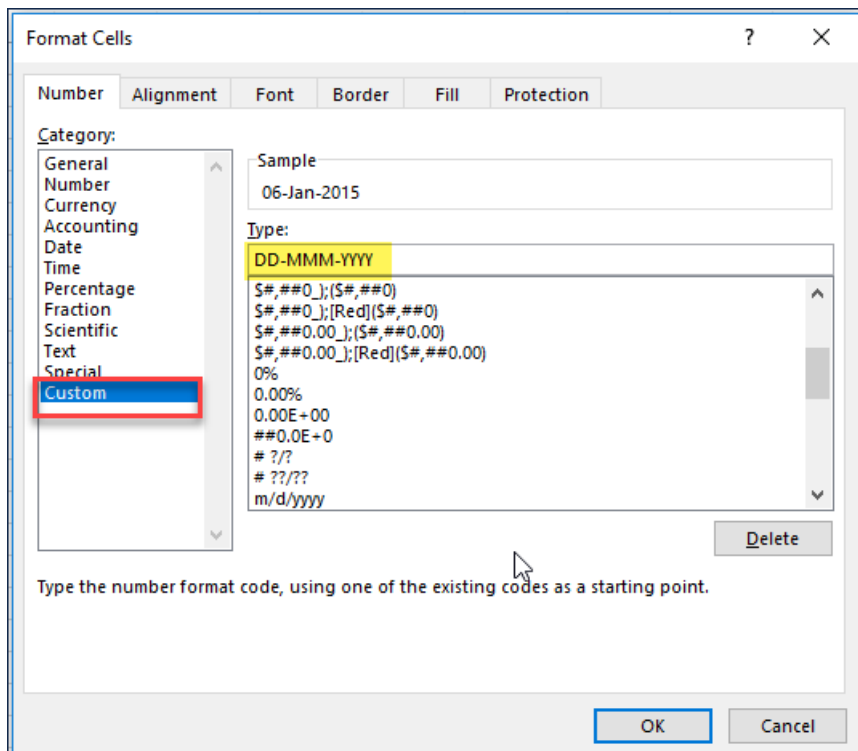 Format Cells ?
Number Alignment Font Border Fill Protection
Category:
General
Number
Currency
Accounting
Date
Time
Percentage
Fraction
Scientific
Text
Special
Custom
Sample
06-Jan-2015
Type:
DD-MMM-YYYY
$#,##0_);($#,##0)
$#,##0_);[Red]($#,##0)
$#,##0.00_);($#,##0.00)
$#,##0.00_);[Red]($#,##0.00)
0%
0.00%
0.00E+00
##0.0E+0
# ?/?
# ??/??
m/d/yyyy
Delete
Type the number format code, using one of the existing codes as a starting point.
OK Cancel